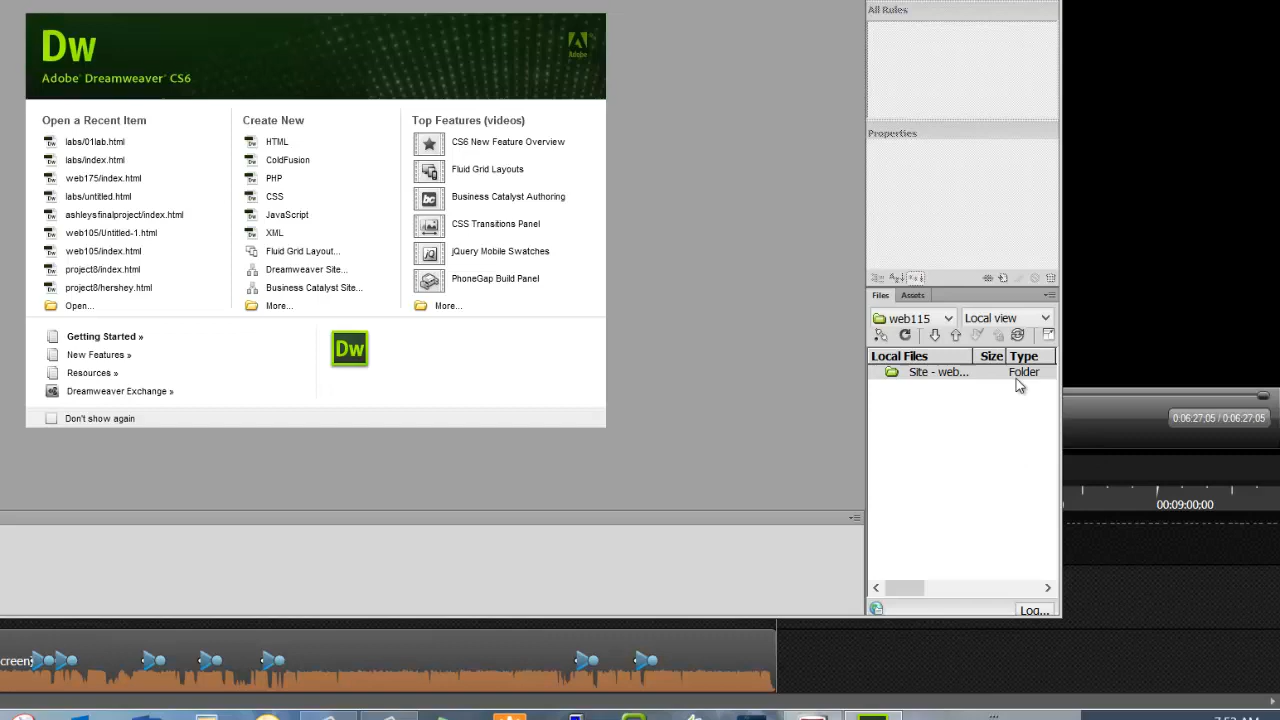 Dw
Adobe® Dreamweaver CS6
Adobe
Open a Recent Item
labs/01lab.html
labs/index.html
web175/index.html
labs/untitled.html
ashleysfinalproject/index.html
web105/Untitled-1.html
web105/index.html
project8/index.html
project8/hershey.html
Open...
Create New
HTML
ColdFusion
PHP
CSS
JavaScript
XML
Fluid Grid Layout...
Dreamweaver Site...
Business Catalyst Site...
More...
Top Features (videos)
CS6 New Feature Overview
Fluid Grid Layouts
Business Catalyst Authoring
CSS Transitions Panel
jQuery Mobile Swatches
PhoneGap Build Panel
More...
Getting Started »
New Features »
Resources »
Dreamweaver Exchange »
Dw
Don't show again
All Rules
Properties
Files Assets
web115 Local view
Local Files Size Type
Site - web... Folder
Log...
0:06:27;05 / 0:06:27;05
00:09:00;00
creen